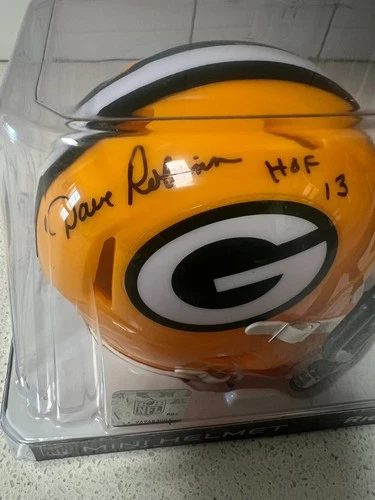 Dave Robinson
HOF
13
G
NFL
MINI HELMET